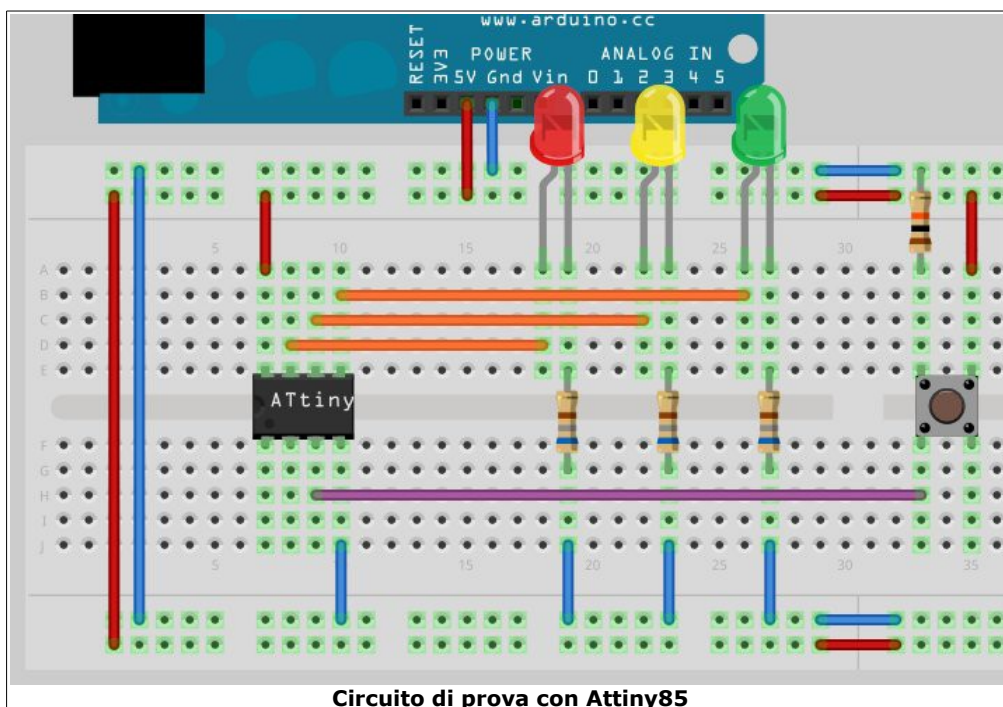 www.arduino.cc
RESET
3V3
POWER
5V Gnd Vin
ANALOG IN
0 1 2 3 4 5
5 10 15 20 25 30
A
B
C
D
E
ATtiny
F
G
H
I
J
5 15 20 25 30 35
Circuito di prova con Attiny85